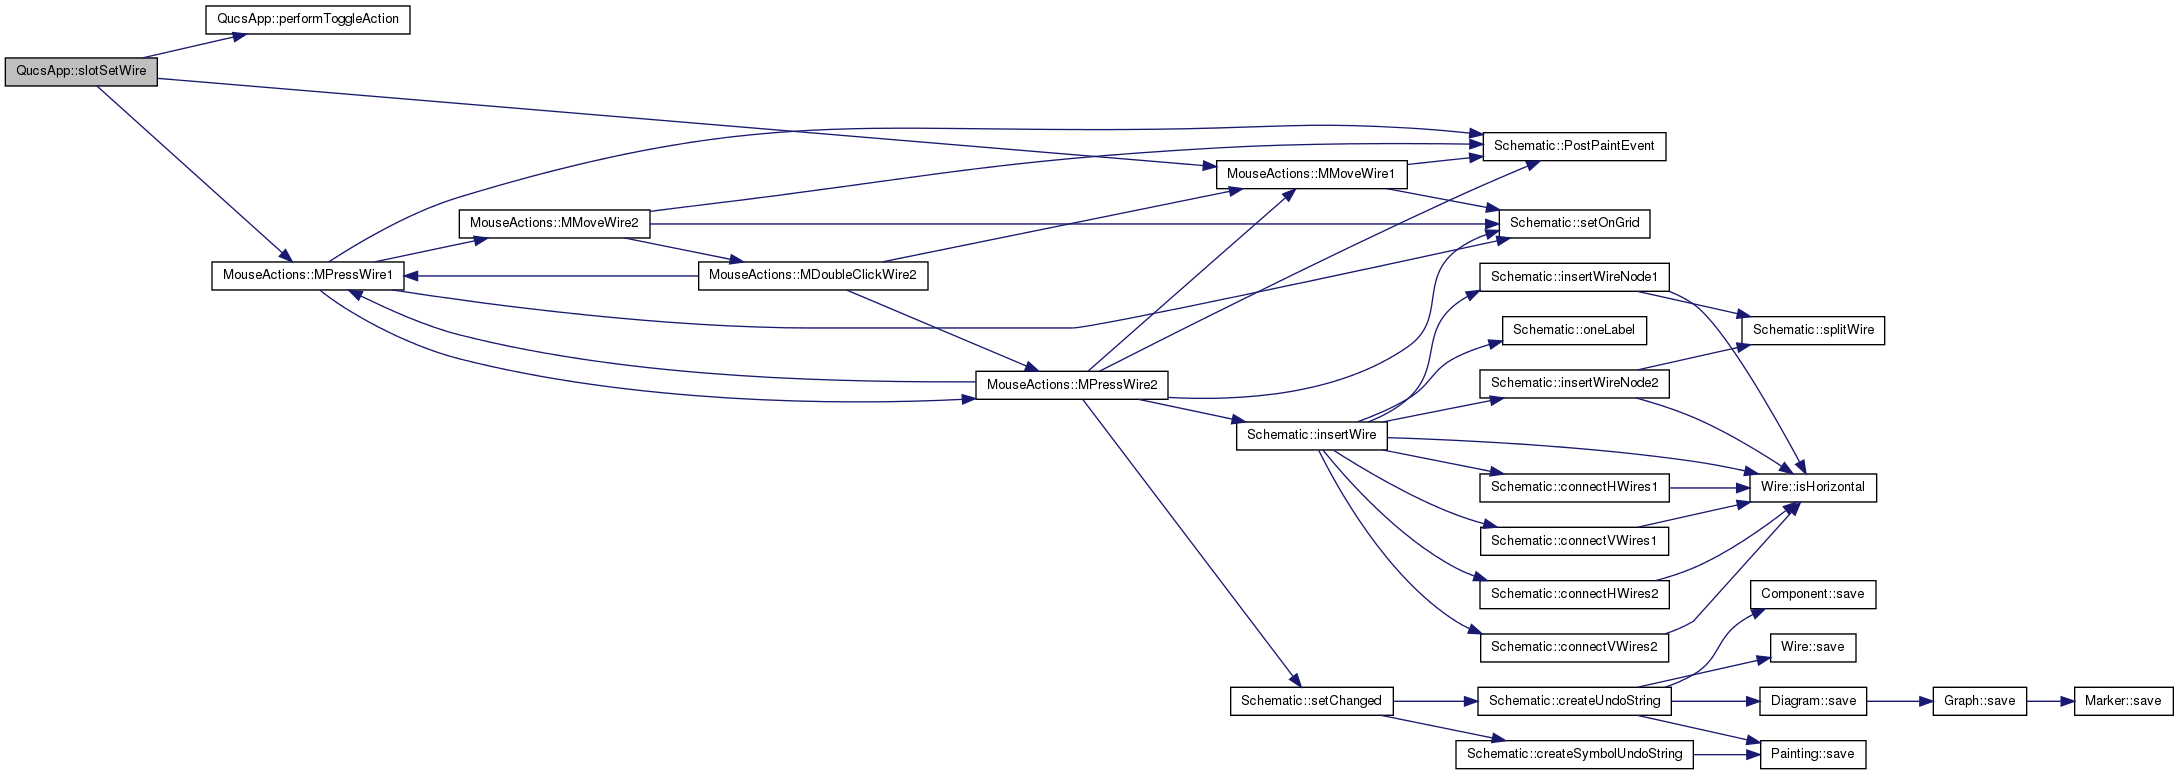 QucsApp::performToggleAction
QucsApp::slotSetWire
Schematic::PostPaintEvent
MouseActions::MMoveWire1
MouseActions::MMoveWire2
Schematic::setOnGrid
MouseActions::MPressWire1
MouseActions::MDoubleClickWire2
Schematic::insertWireNode1
Schematic::oneLabel
Schematic::splitWire
MouseActions::MPressWire2
Schematic::insertWireNode2
Schematic::insertWire
Schematic::connectHWires1
Wire::isHorizontal
Schematic::connectVWires1
Schematic::connectHWires2
Component::save
Schematic::connectVWires2
Wire::save
Schematic::setChanged
Schematic::createUndoString
Diagram::save
Graph::save
Marker::save
Schematic::createSymbolUndoString
Painting::save